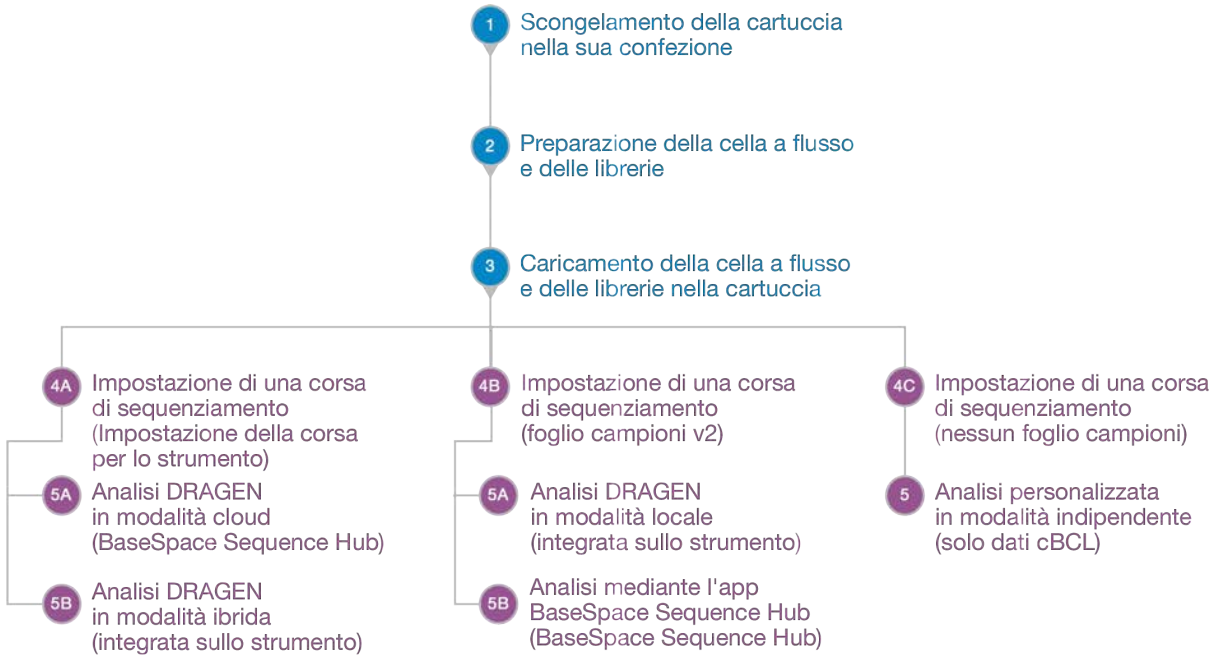 1
Scongelamento della cartuccia
nella sua confezione
2
Preparazione della cella a flusso
e delle librerie
3
Caricamento della cella a flusso
e delle librerie nella cartuccia
4A
Impostazione di una corsa
di sequenziamento
(Impostazione della corsa
per lo strumento)
5A
Analisi DRAGEN
in modalità cloud
(BaseSpace Sequence Hub)
5B
Analisi DRAGEN
in modalità ibrida
(integrata sullo strumento)
4B
Impostazione di una corsa
di sequenziamento
(foglio campioni v2)
5A
Analisi DRAGEN
in modalità locale
(integrata sullo strumento)
5B
Analisi mediante l'app
BaseSpace Sequence Hub
(BaseSpace Sequence Hub)
4C
Impostazione di una corsa
di sequenziamento
(nessun foglio campioni)
5
Analisi personalizzata
in modalità indipendente
(solo dati cBCL)